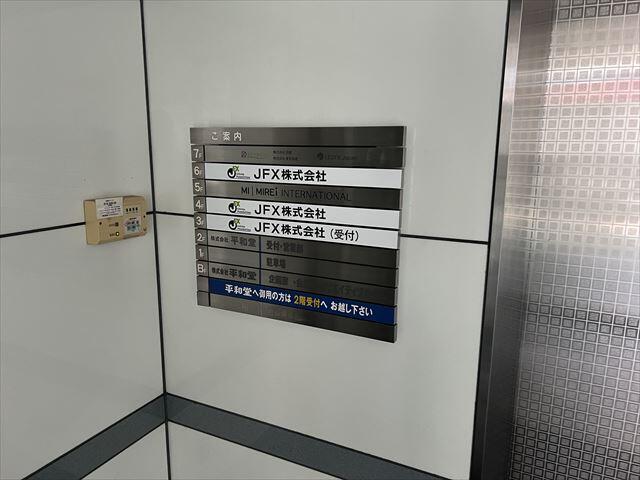 ご案内
7F
6F JFX株式会社
5F MI MIREI INTERNATIONAL
4F JFX株式会社
3F JFX株式会社(受付)
2F 株式会社 平和堂 受付・営業部
1F 駐車場
B1 株式会社 平和堂 企画室
平和堂へ御用の方は 2階受付へ お越し下さい